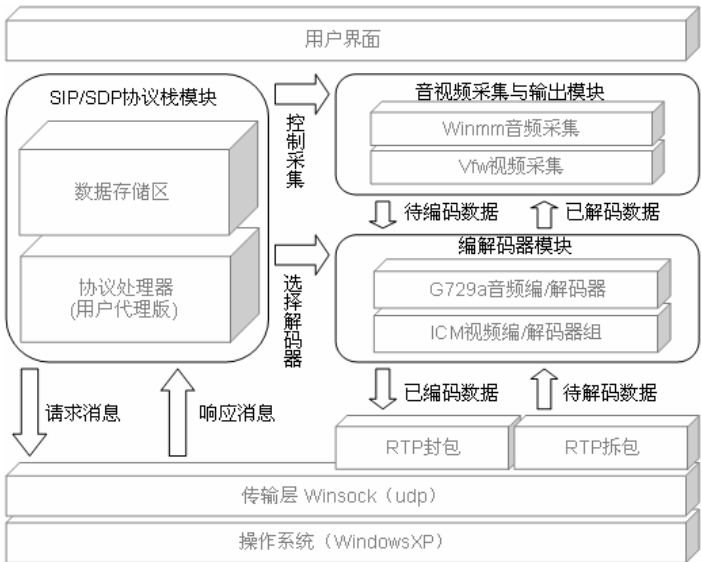 用户界面
SIP/SDP协议栈模块
数据存储区
协议处理器
(用户代理版)
控制采集
选择解码器
音视频采集与输出模块
Winmm音频采集
Vfw视频采集
待编码数据
已解码数据
编解码器模块
G729a音频编/解码器
ICM视频编/解码器组
已编码数据
待解码数据
请求消息
响应消息
RTP封包
RTP拆包
传输层 Winsock（udp）
操作系统（WindowsXP）